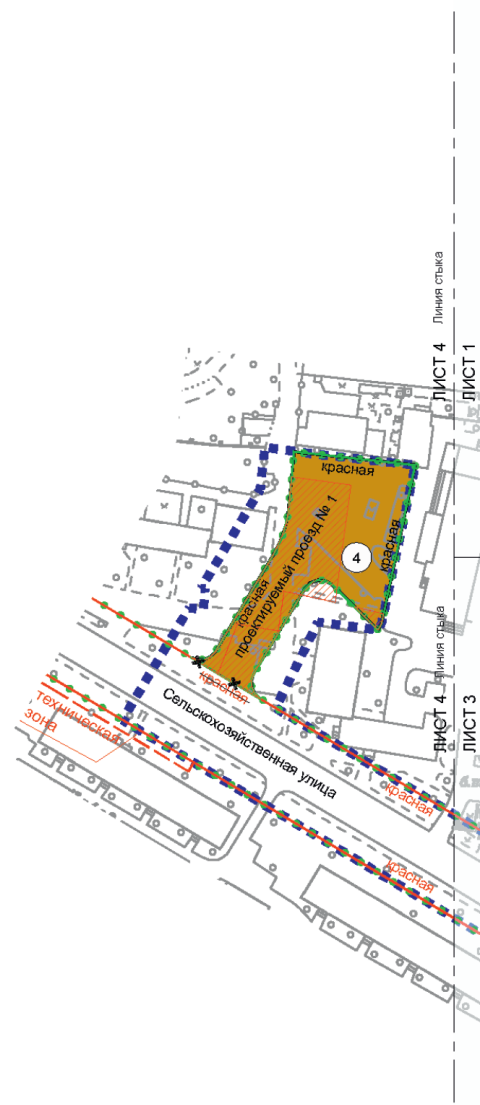 Линия стыка
ЛИСТ 4
ЛИСТ 1
красная
проектируемый проезд № 1
красная
красная
4
красная
Линия стыка
ЛИСТ 4
ЛИСТ 3
Сельскохозяйственная улица
техническая
зона
красная
красная